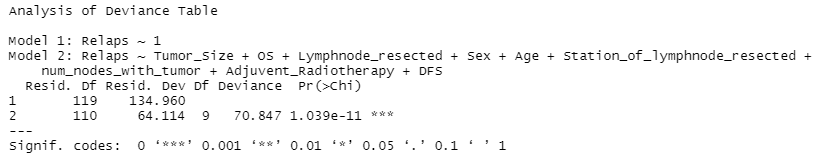 Analysis of Deviance Table
Model 1: Relaps ~ 1
Model 2: Relaps ~ Tumor_Size + OS + Lymphnode_resected + Sex + Age + Station_of_lymphnode_resected +
num_nodes_with_tumor + Adjuvent_Radiotherapy + DFS
Resid. Df Resid. Dev Df Deviance Pr(>Chi)
1 119 134.960
2 110 64.114 9 70.847 1.039e-11 ***
---
Signif. codes: 0 ‘***’ 0.001 ‘**’ 0.01 ‘*’ 0.05 ‘.’ 0.1 ‘ ’ 1